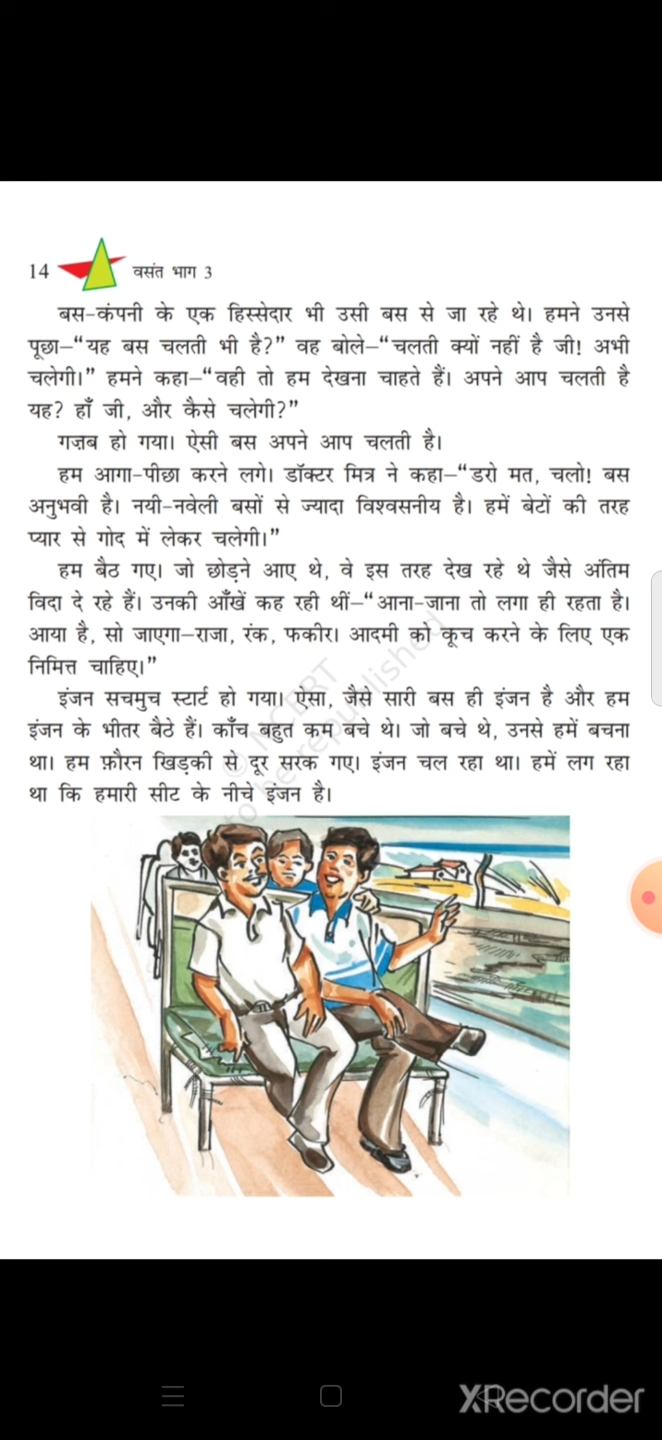 14 वसंत भाग 3
बस-कंपनी के एक हिस्सेदार भी उसी बस से जा रहे थे। हमने उनसे
पूछा–“यह बस चलती भी है?” वह बोले–“चलती क्यों नहीं है जी! अभी
चलेगी।” हमने कहा–“वही तो हम देखना चाहते हैं। अपने आप चलती है
यह? हाँ जी, और कैसे चलेगी?”
गज़ब हो गया। ऐसी बस अपने आप चलती है।
हम आगा-पीछा करने लगे। डॉक्टर मित्र ने कहा–“डरो मत, चलो! बस
अनुभवी है। नयी-नवेली बसों से ज्यादा विश्वसनीय है। हमें बेटों की तरह
प्यार से गोद में लेकर चलेगी।”
हम बैठ गए। जो छोड़ने आए थे, वे इस तरह देख रहे थे जैसे अंतिम
विदा दे रहे हैं। उनकी आँखें कह रही थीं–“आना-जाना तो लगा ही रहता है।
आया है, सो जाएगा–राजा, रंक, फकीर। आदमी को कूच करने के लिए एक
निमित्त चाहिए।”
इंजन सचमुच स्टार्ट हो गया। ऐसा, जैसे सारी बस ही इंजन है और हम
इंजन के भीतर बैठे हैं। काँच बहुत कम बचे थे। जो बचे थे, उनसे हमें बचना
था। हम फ़ौरन खिड़की से दूर सरक गए। इंजन चल रहा था। हमें लग रहा
था कि हमारी सीट के नीचे इंजन है।
© NCERT
to be republished
XRecorder